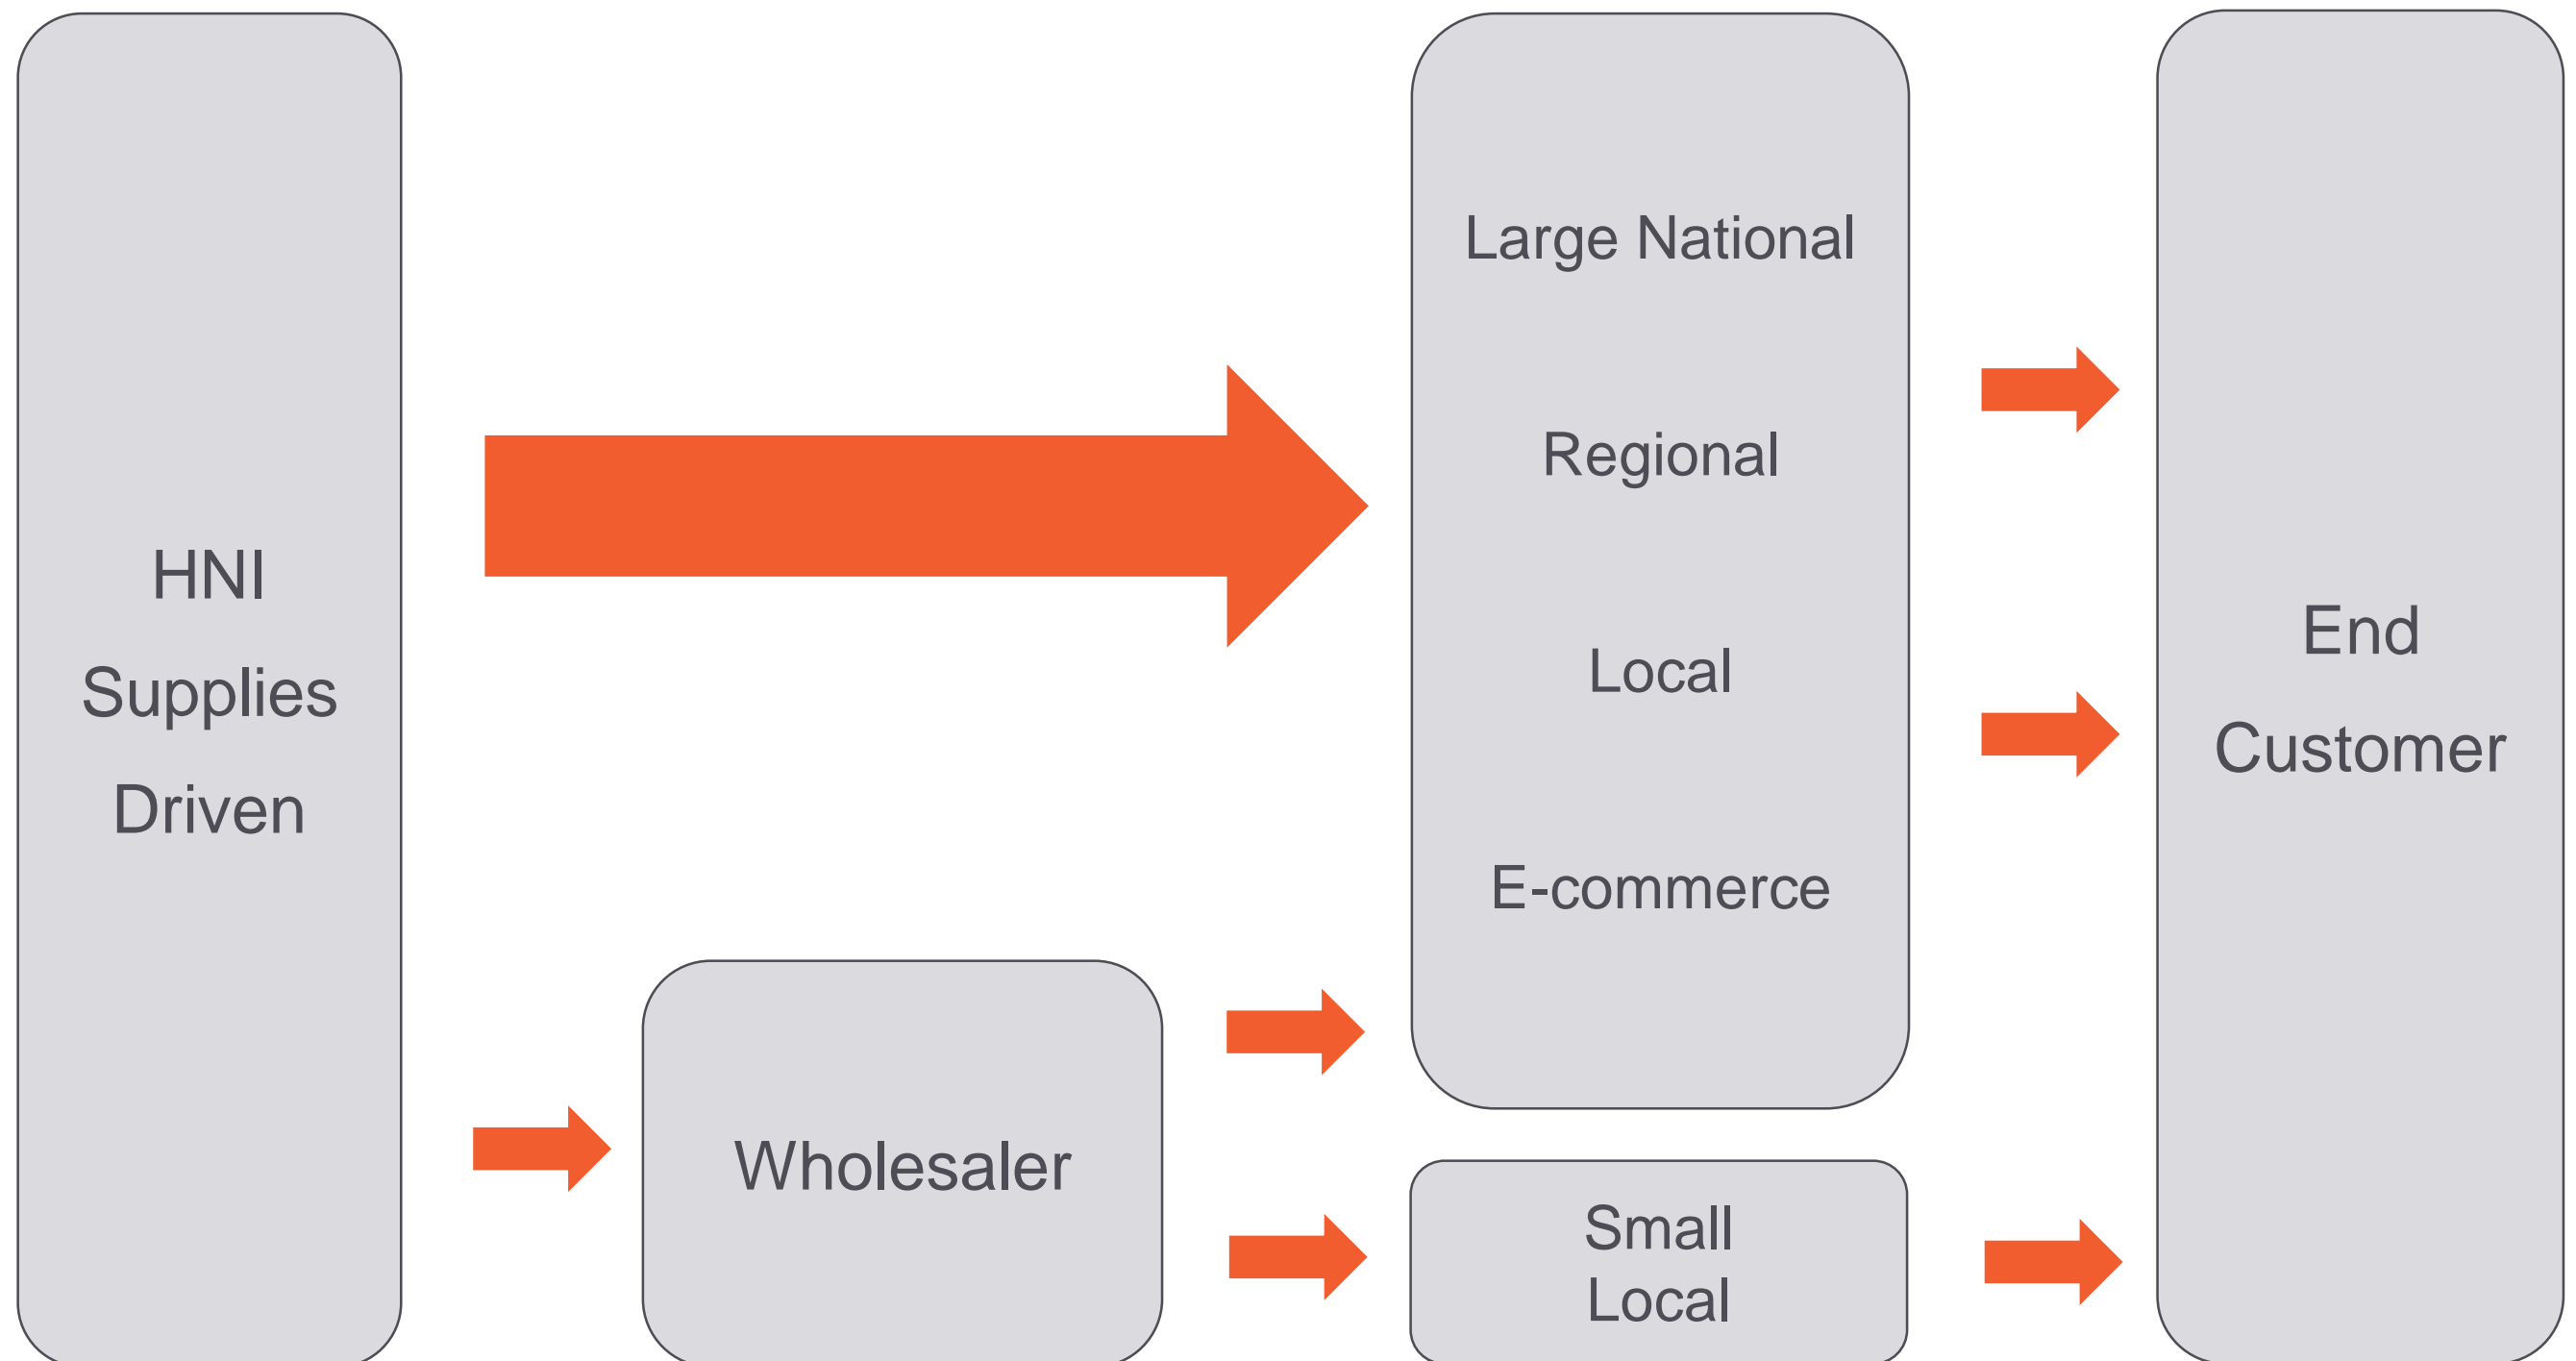 HNI
Supplies
Driven
Wholesaler
Large National
Regional
Local
E-commerce
Small
Local
End
Customer